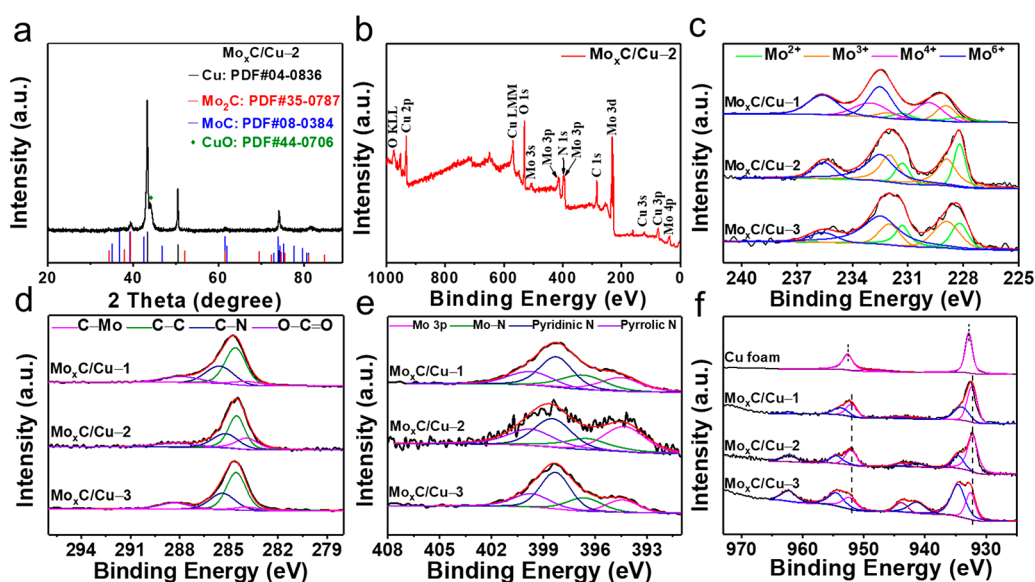 a
Intensity (a.u.)
MoₓC/Cu–2
Cu: PDF#04-0836
Mo₂C: PDF#35-0787
MoC: PDF#08-0384
CuO: PDF#44-0706
20 40 60 80
2 Theta (degree)
b
Intensity (a.u.)
MoₓC/Cu–2
O KLL
Cu 2p
Cu LMM
O 1s
Mo 3s
Mo 3p
N 1s
Mo 3p
C 1s
Mo 3d
Cu 3s
Cu 3p
Mo 4p
1000 800 600 400 200 0
Binding Energy (eV)
c
Intensity (a.u.)
Mo²⁺ Mo³⁺ Mo⁴⁺ Mo⁶⁺
MoₓC/Cu–1
MoₓC/Cu–2
MoₓC/Cu–3
240 237 234 231 228 225
Binding Energy (eV)
d
Intensity (a.u.)
C–Mo C–C C–N O–C=O
MoₓC/Cu–1
MoₓC/Cu–2
MoₓC/Cu–3
294 291 288 285 282 279
Binding Energy (eV)
e
Intensity (a.u.)
Mo 3p Mo–N Pyridinic N Pyrrolic N
MoₓC/Cu–1
MoₓC/Cu–2
MoₓC/Cu–3
408 405 402 399 396 393
Binding Energy (eV)
f
Intensity (a.u.)
Cu foam
MoₓC/Cu–1
MoₓC/Cu–2
MoₓC/Cu–3
970 960 950 940 930
Binding Energy (eV)